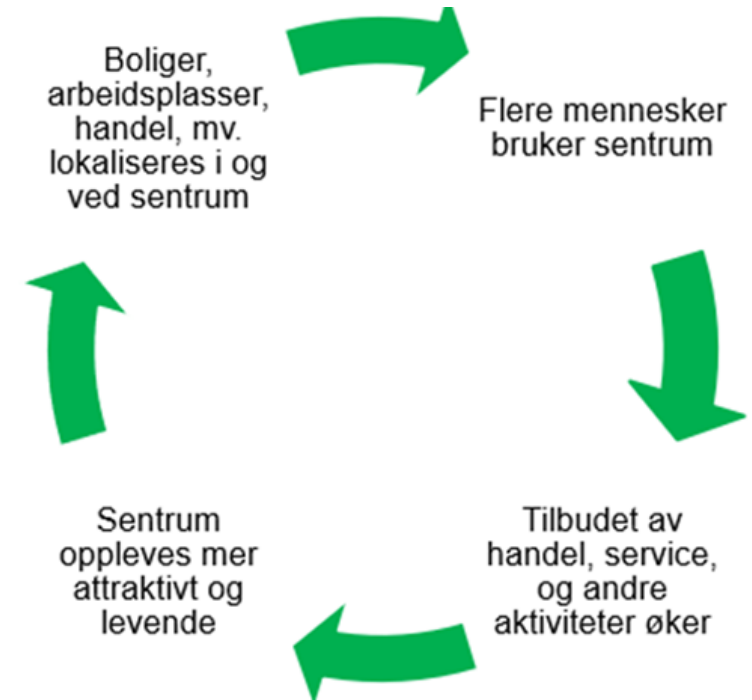 Boliger,
arbeidsplasser,
handel, mv.
lokaliseres i og
ved sentrum
Flere mennesker
bruker sentrum
Tilbudet av
handel, service,
og andre
aktiviteter øker
Sentrum
oppleves mer
attraktivt og
levende